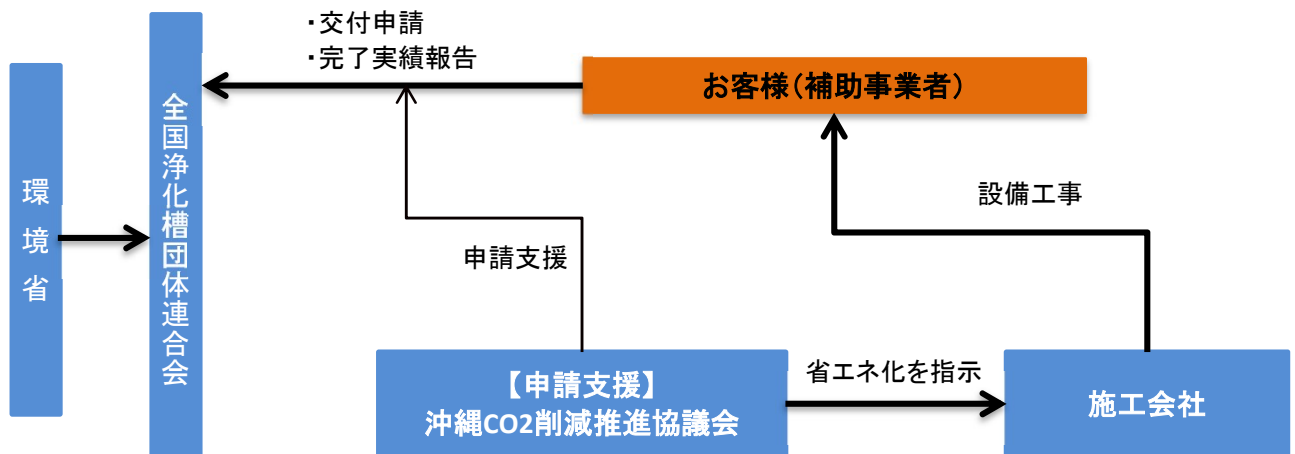 ・交付申請
・完了実績報告
お客様(補助事業者)
全国浄化槽団体連合会
環境省
設備工事
申請支援
省エネ化を指示
【申請支援】
沖縄CO2削減推進協議会
施工会社